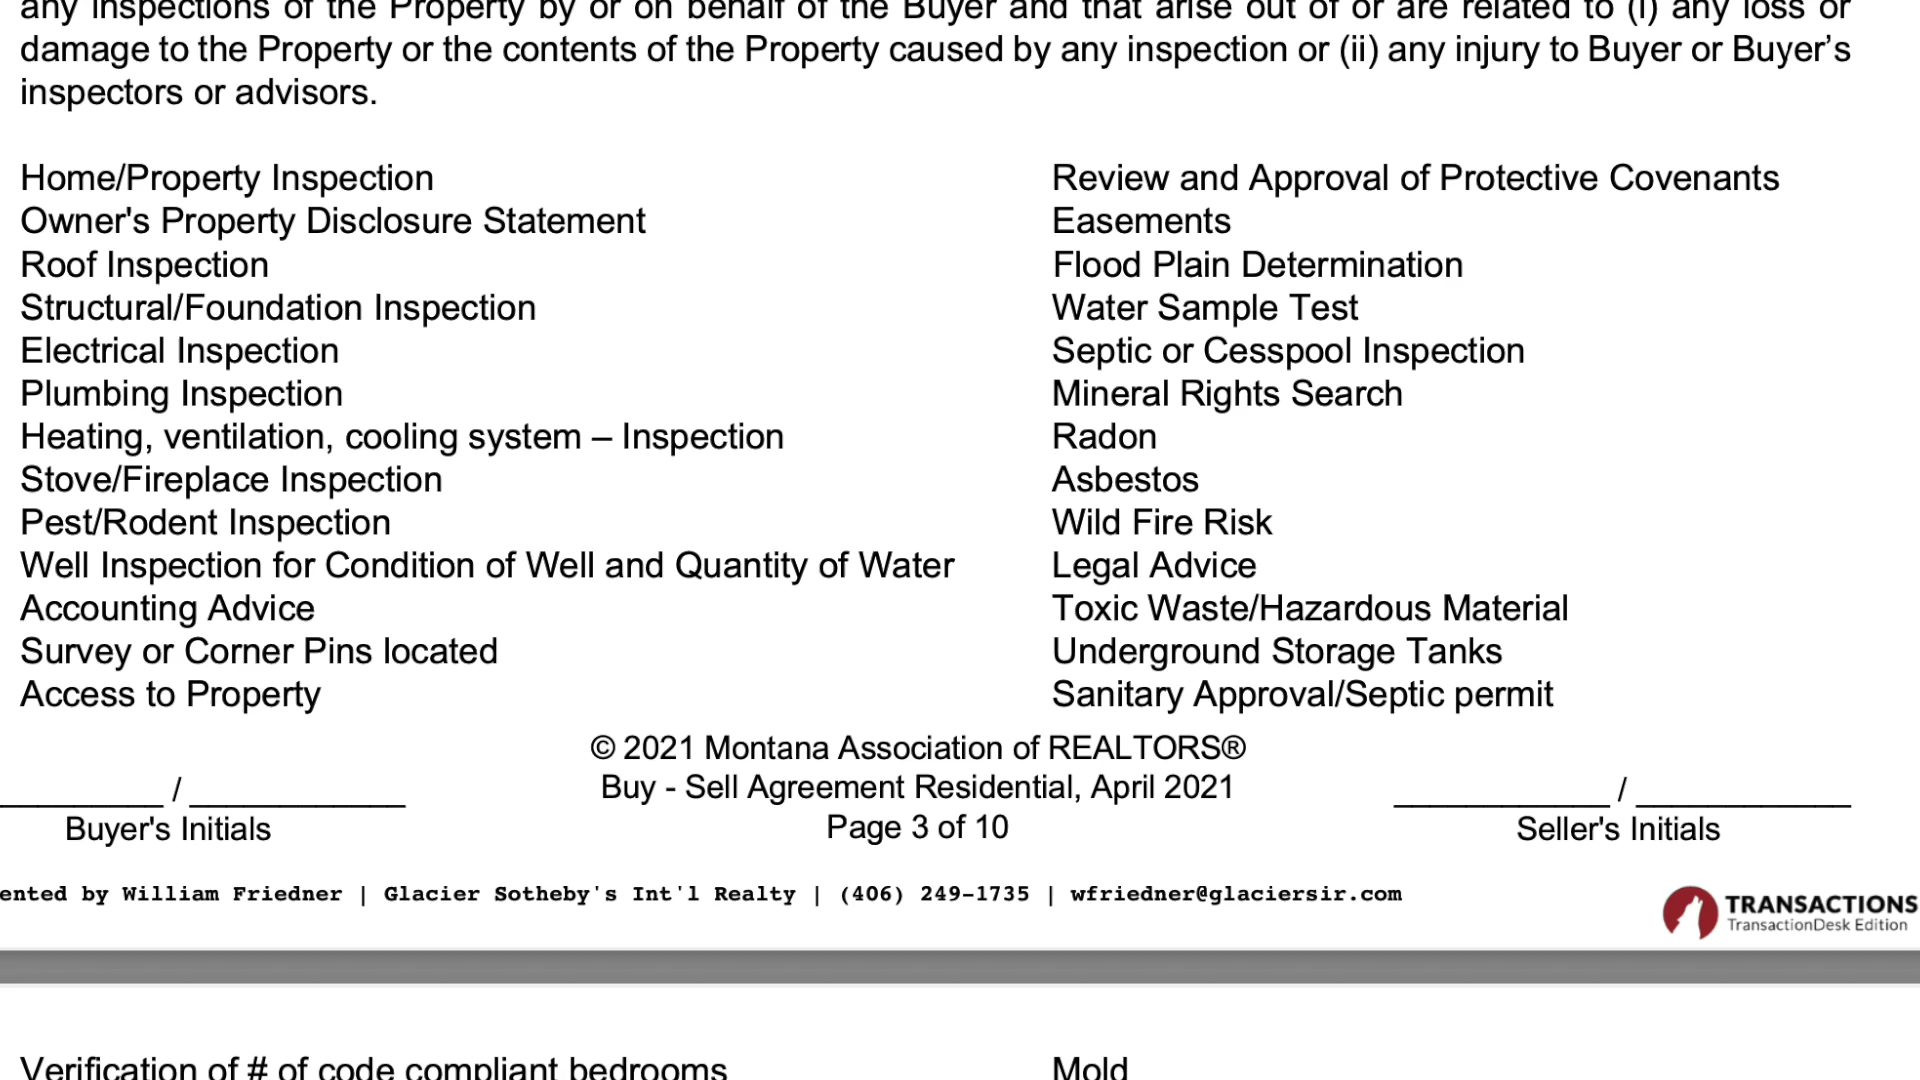 any inspections of the Property by or on behalf of the Buyer and that arise out of or are related to (i) any loss or
damage to the Property or the contents of the Property caused by any inspection or (ii) any injury to Buyer or Buyer’s
inspectors or advisors.
Home/Property Inspection
Owner's Property Disclosure Statement
Roof Inspection
Structural/Foundation Inspection
Electrical Inspection
Plumbing Inspection
Heating, ventilation, cooling system – Inspection
Stove/Fireplace Inspection
Pest/Rodent Inspection
Well Inspection for Condition of Well and Quantity of Water
Accounting Advice
Survey or Corner Pins located
Access to Property
Review and Approval of Protective Covenants
Easements
Flood Plain Determination
Water Sample Test
Septic or Cesspool Inspection
Mineral Rights Search
Radon
Asbestos
Wild Fire Risk
Legal Advice
Toxic Waste/Hazardous Material
Underground Storage Tanks
Sanitary Approval/Septic permit
© 2021 Montana Association of REALTORS®
Buy - Sell Agreement Residential, April 2021
Page 3 of 10
____________ / ____________
Buyer's Initials
____________ / ____________
Seller's Initials
ented by William Friedner | Glacier Sotheby's Int'l Realty | (406) 249-1735 | wfriedner@glaciersir.com
TRANSACTIONS
TransactionDesk Edition
Verification of # of code compliant bedrooms
Mold